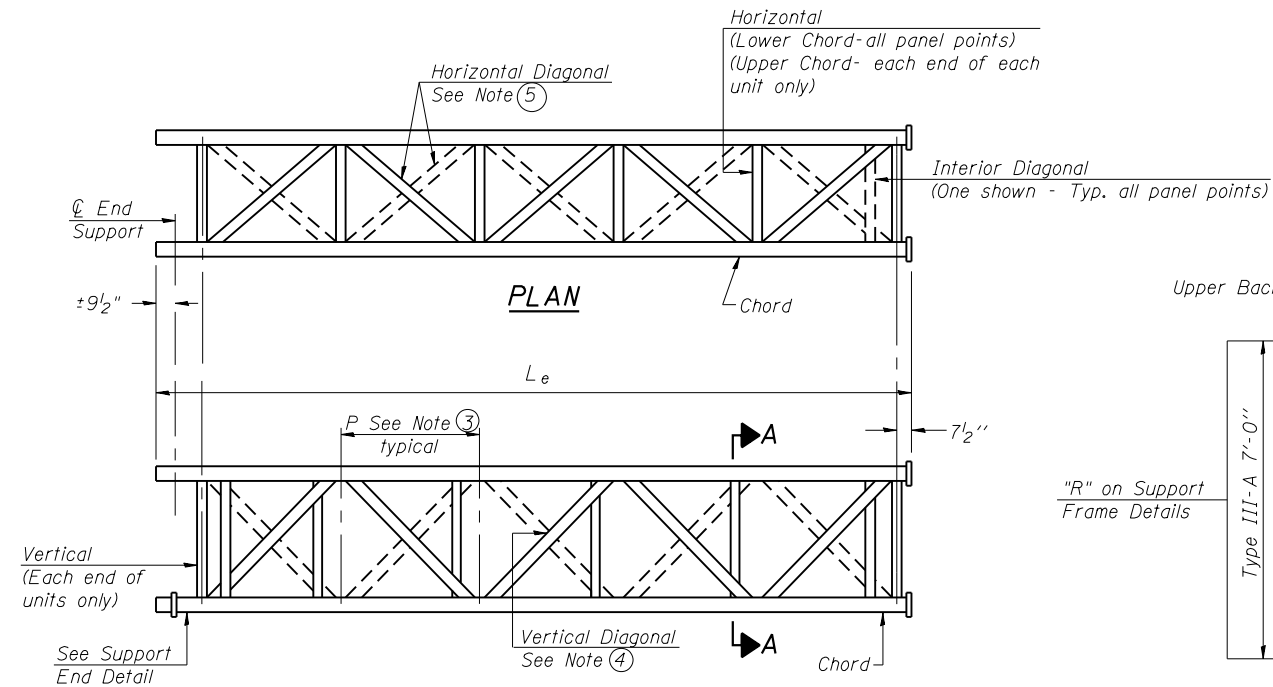 Horizontal
(Lower Chord-all panel points)
(Upper Chord- each end of each
unit only)
Horizontal Diagonal
See Note 5
Interior Diagonal
(One shown - Typ. all panel points)
℄ End
Support
±9½"
PLAN
Chord
Upper Bac
Le
P See Note 3
typical
A
7½"
"R" on Support
Frame Details
Type III-A 7'-0"
Vertical
(Each end of
units only)
Vertical Diagonal
See Note 4
A
Chord
See Support
End Detail